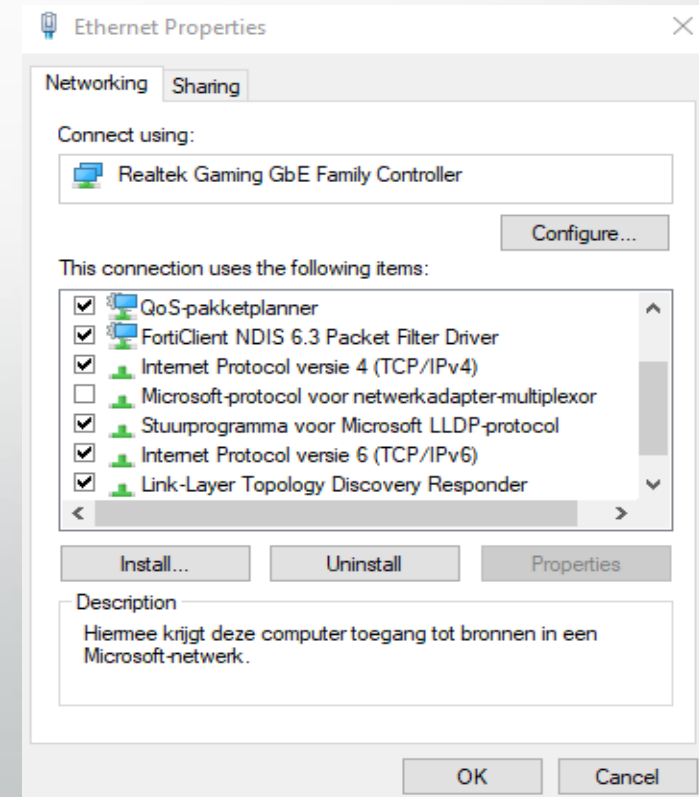 Ethernet Properties
Networking
Sharing
Connect using:
Realtek Gaming GbE Family Controller
Configure...
This connection uses the following items:
QoS-pakketplanner
FortiClient NDIS 6.3 Packet Filter Driver
Internet Protocol versie 4 (TCP/IPv4)
Microsoft-protocol voor netwerkadapter-multiplexor
Stuurprogramma voor Microsoft LLDP-protocol
Internet Protocol versie 6 (TCP/IPv6)
Link-Layer Topology Discovery Responder
Install...
Uninstall
Properties
Description
Hiermee krijgt deze computer toegang tot bronnen in een
Microsoft-netwerk.
OK
Cancel